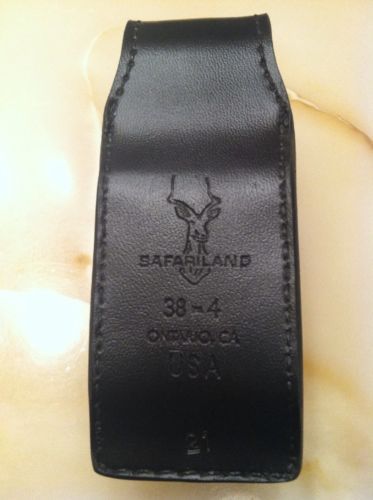 SAFARILAND
38-4
ONTARIO, CA
USA
21